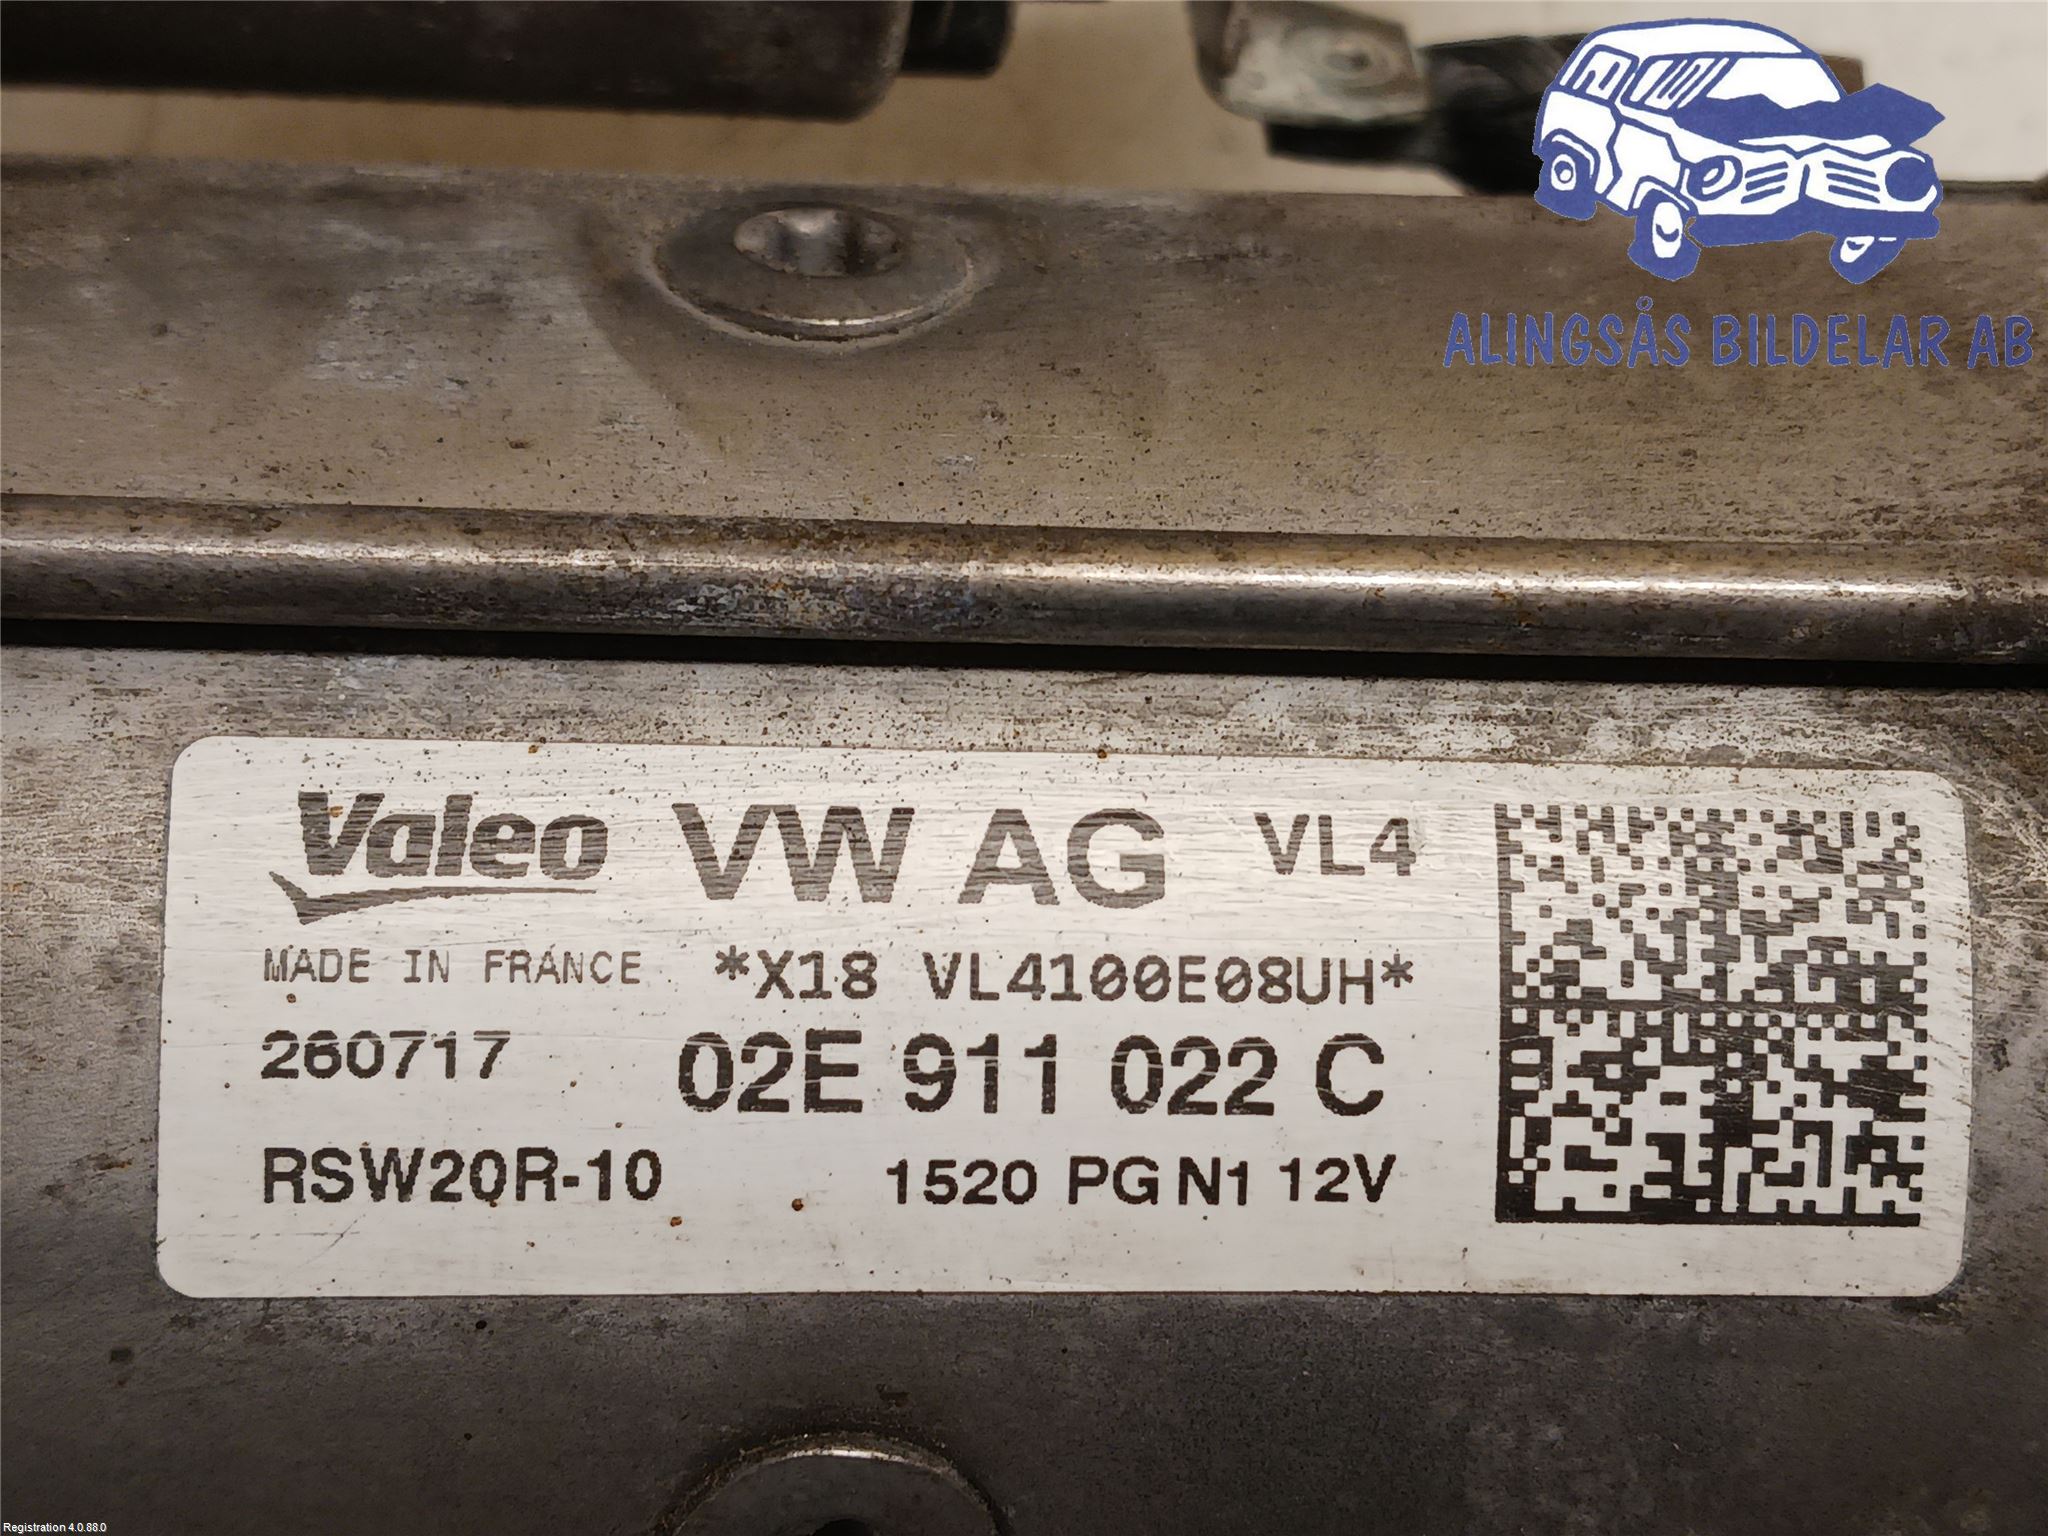 ALINGSÅS BILDELAR AB
Valeo VW AG VL4
MADE IN FRANCE *X18 VL4100E08UH*
260717 02E 911 022 C
RSW20R-10 1520 PG N1 12V
Registration 4.0.88.0